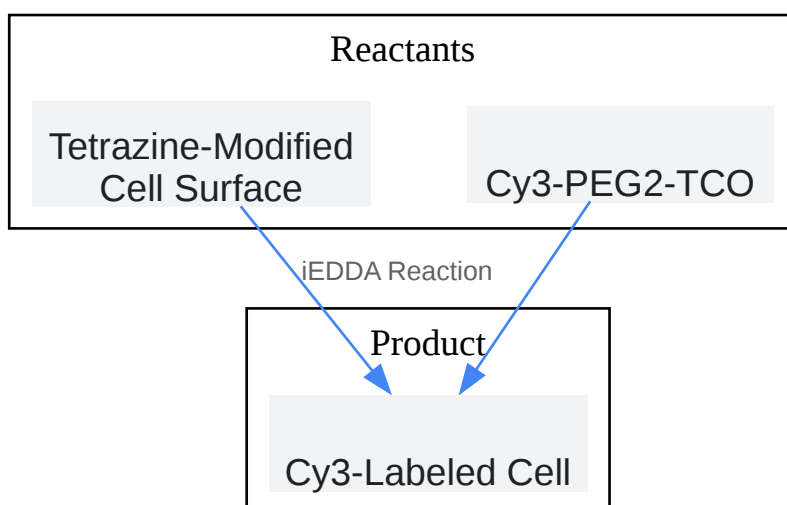 Reactants
Tetrazine-Modified
Cell Surface
Cy3-PEG2-TCO
iEDDA Reaction
Product
Cy3-Labeled Cell